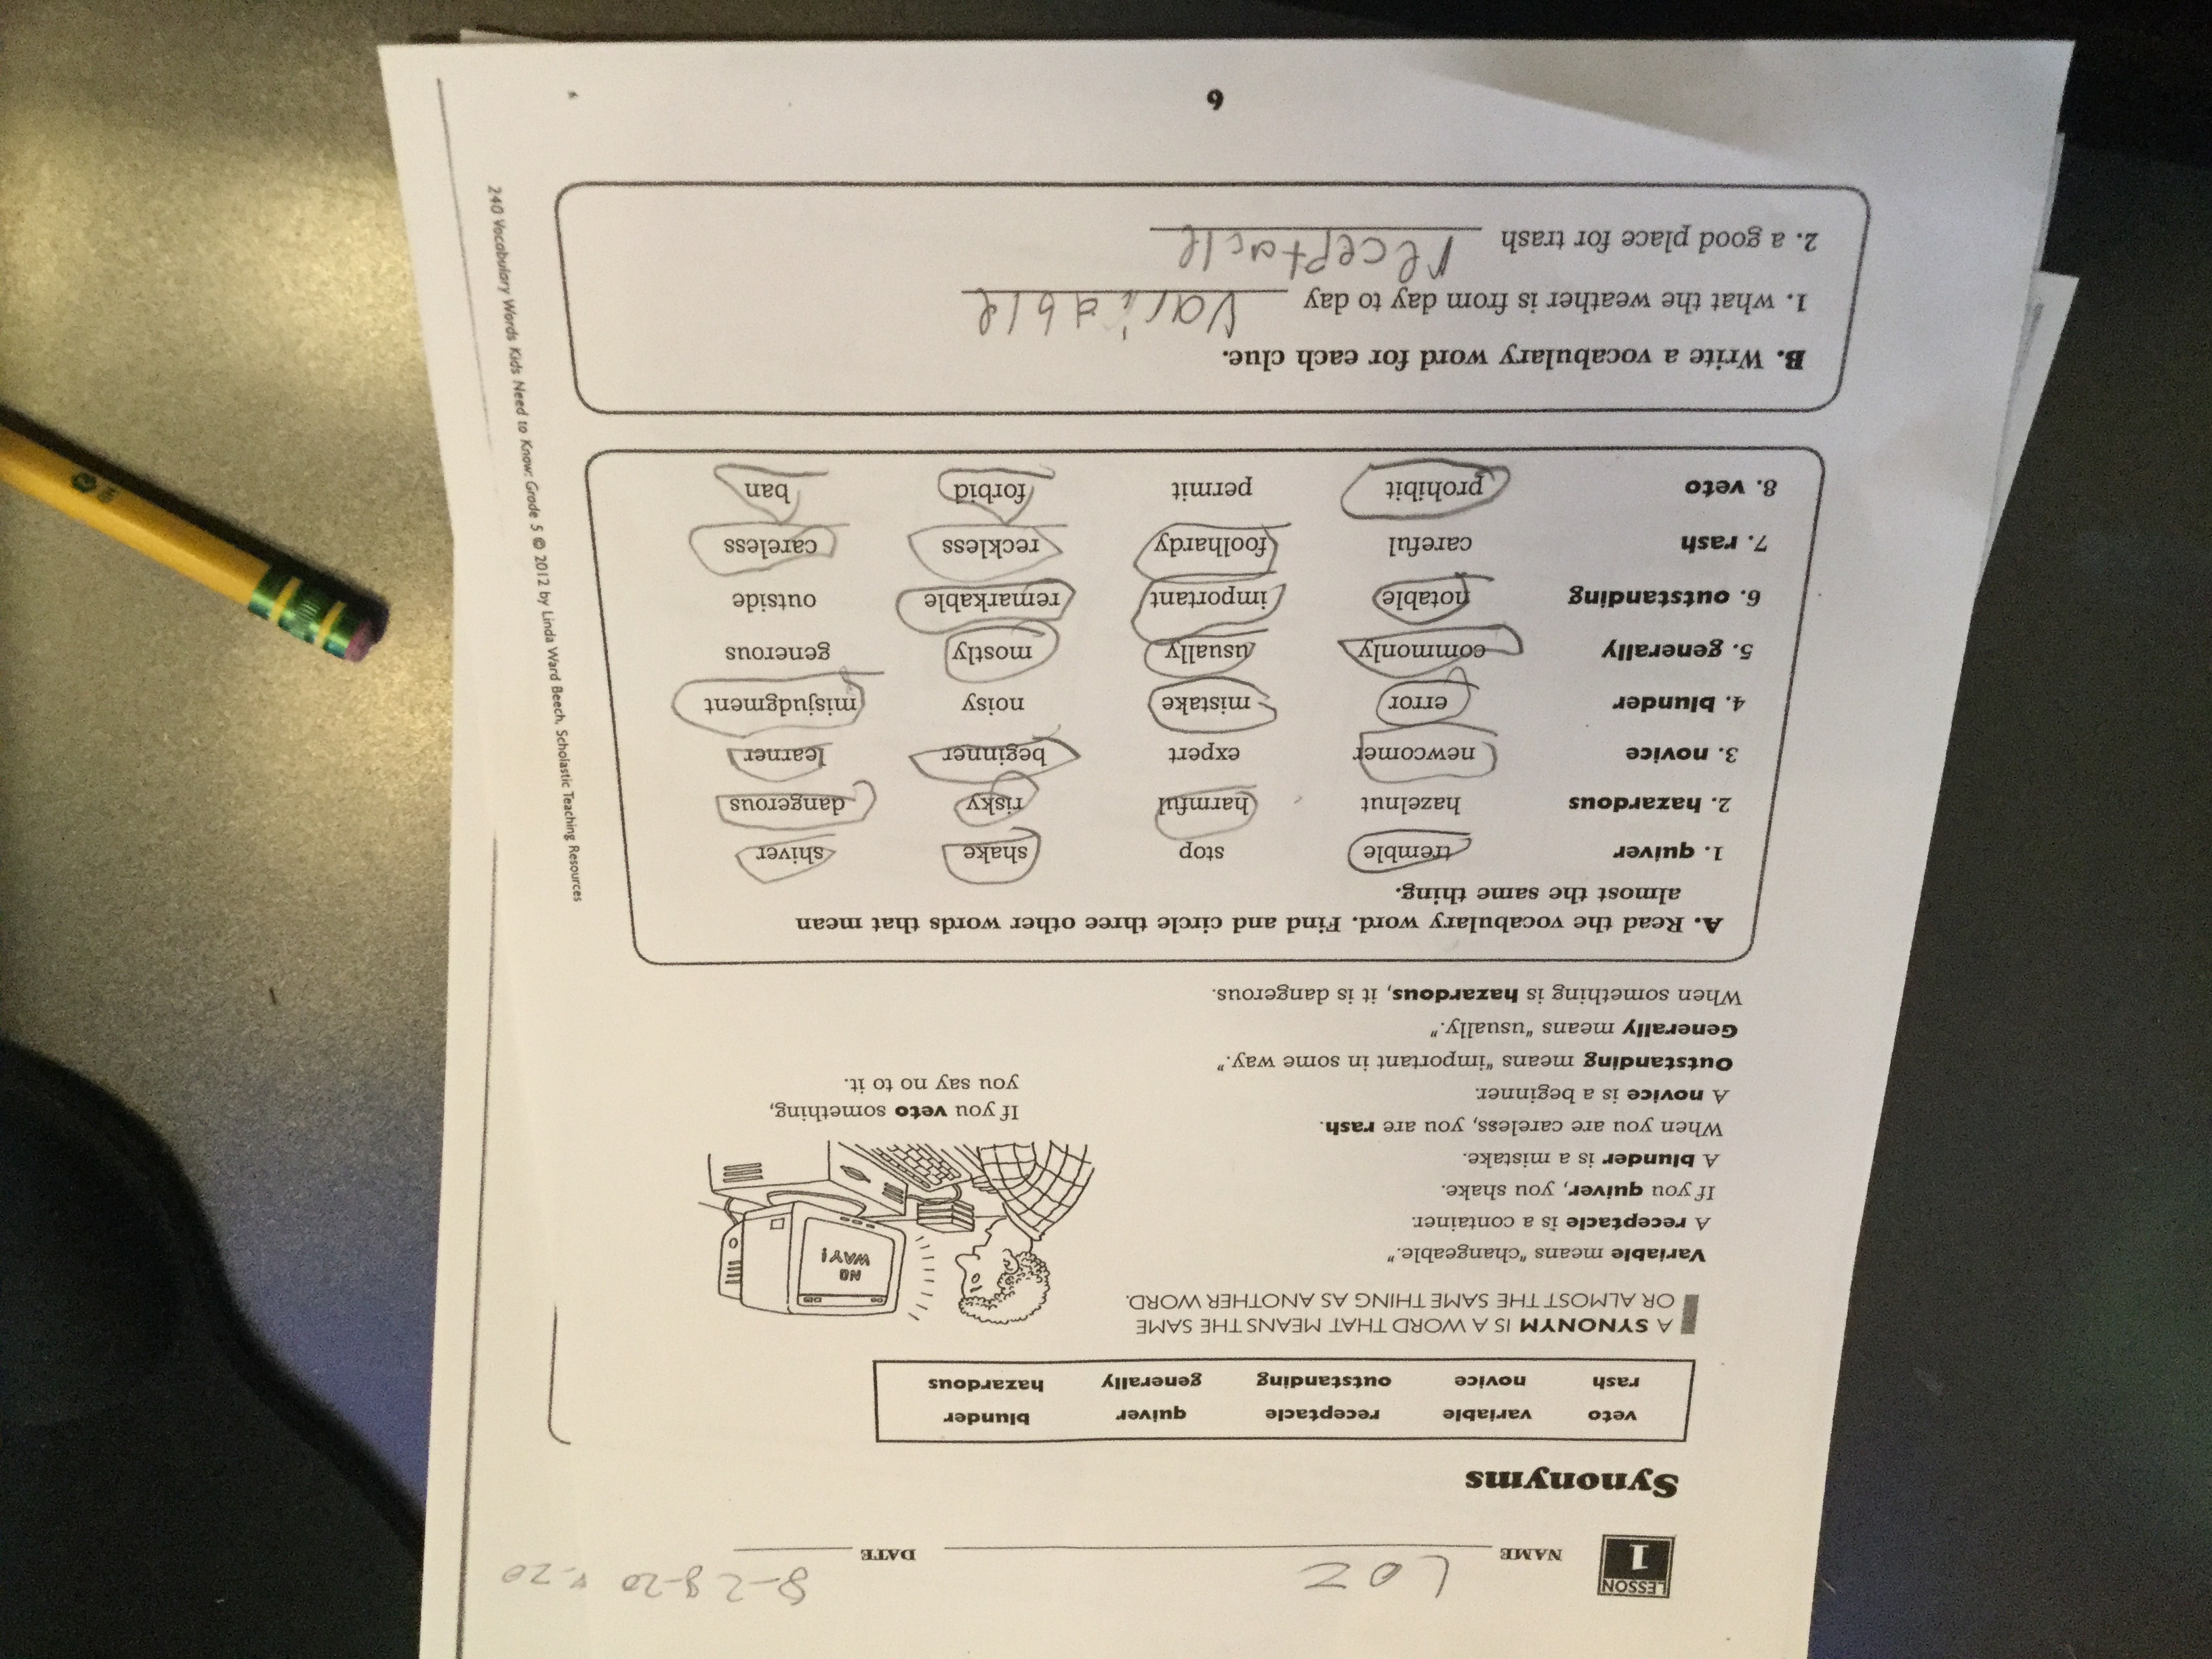 LESSON
1
NAME Loz DATE 8-28-20
Synonyms
veto variable receptacle quiver blunder
rash novice outstanding generally hazardous
A SYNONYM IS A WORD THAT MEANS THE SAME
OR ALMOST THE SAME THING AS ANOTHER WORD.
Variable means “changeable.”
A receptacle is a container.
If you quiver, you shake.
A blunder is a mistake.
When you are careless, you are rash.
A novice is a beginner.
Outstanding means “important in some way.”
Generally means “usually.”
When something is hazardous, it is dangerous.
NO
WAY!
If you veto something,
you say no to it.
A. Read the vocabulary word. Find and circle three other words that mean
almost the same thing.
1. quiver tremble stop shake shiver
2. hazardous hazelnut harmful risky dangerous
3. novice newcomer expert beginner learner
4. blunder error mistake noisy misjudgment
5. generally commonly usually mostly generous
6. outstanding notable important remarkable outside
7. rash careful foolhardy reckless careless
8. veto prohibit permit forbid ban
B. Write a vocabulary word for each clue.
1. what the weather is from day to day variable
2. a good place for trash receptacle
240 Vocabulary Words Kids Need to Know: Grade 5 © 2012 by Linda Ward Beech, Scholastic Teaching Resources
6